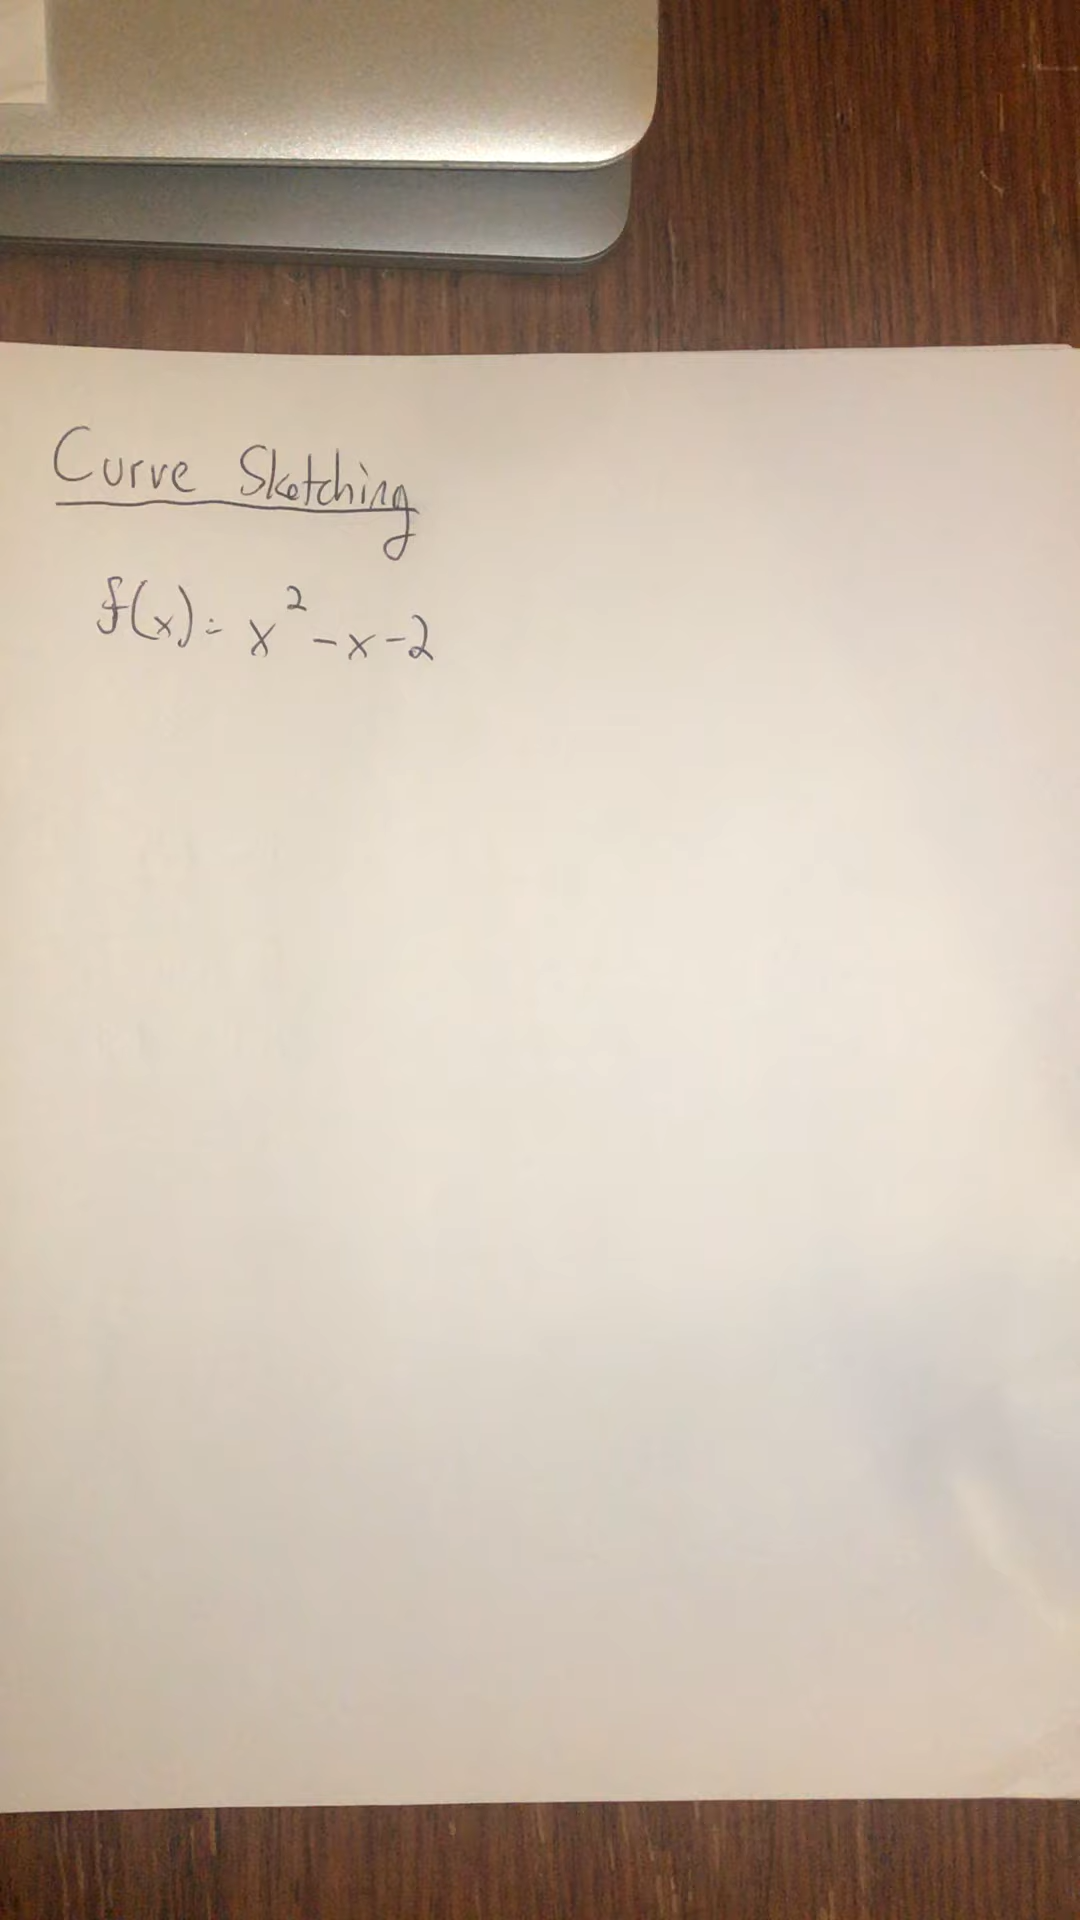 Curve Sketching
f(x) = x² - x - 2